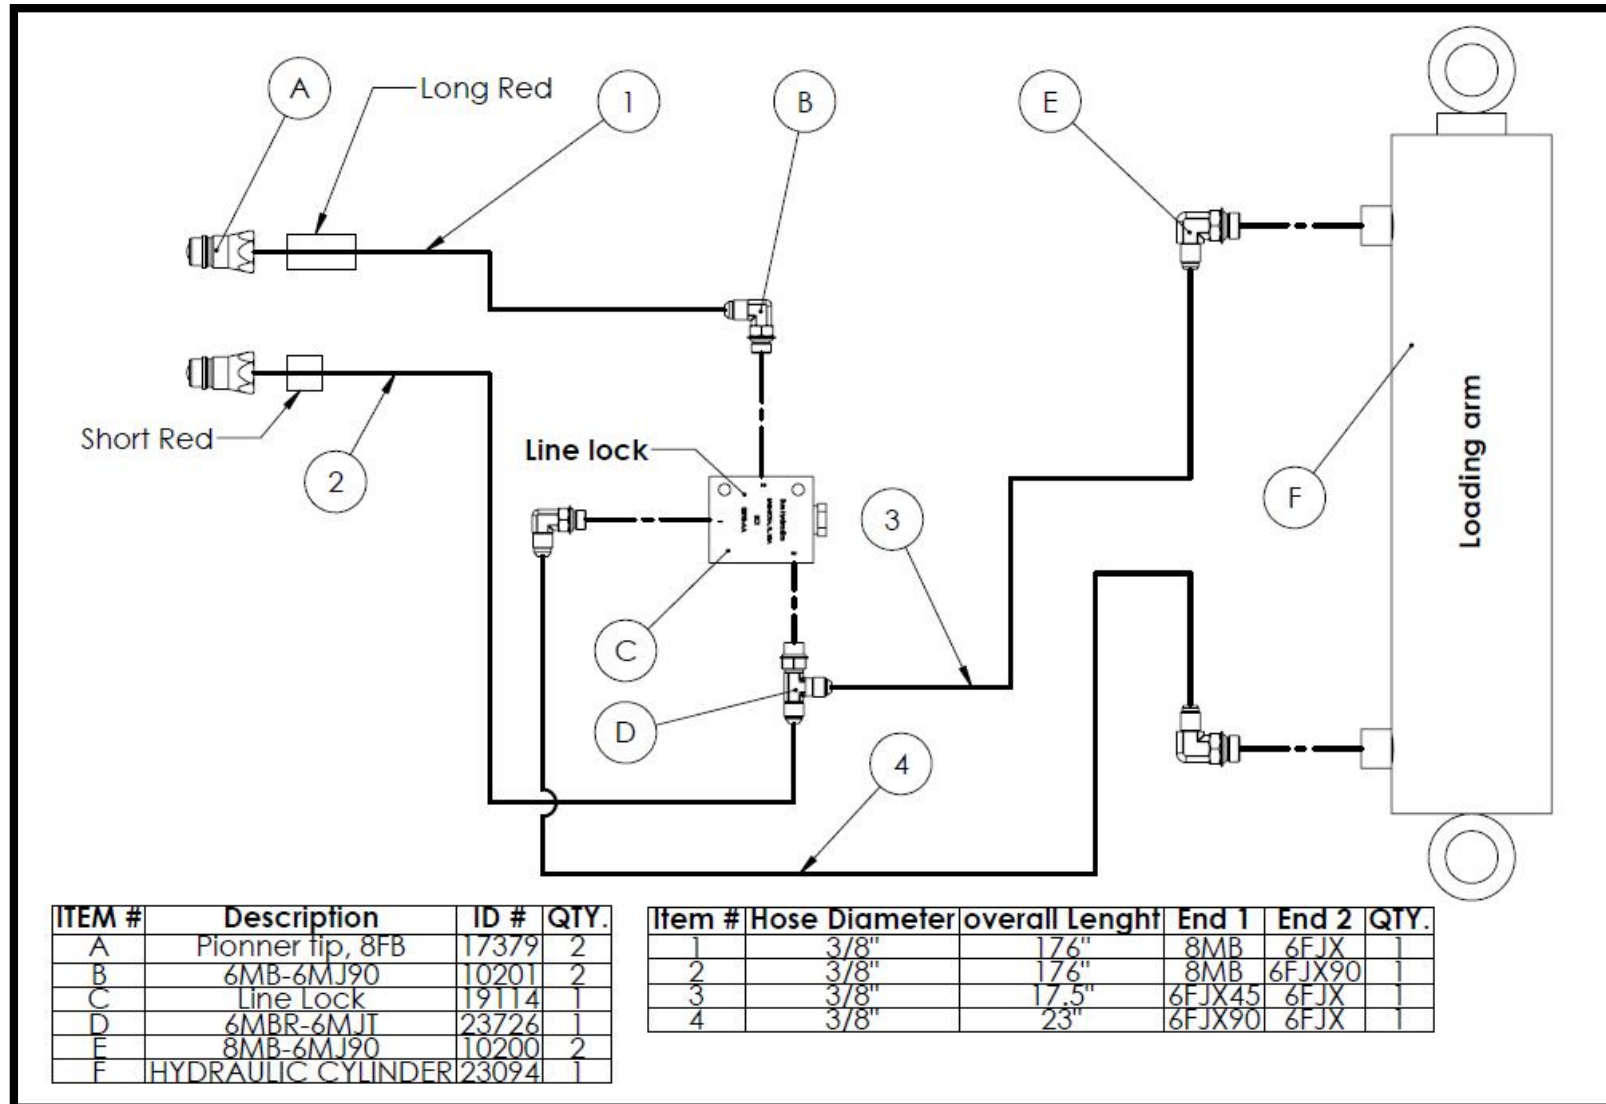 A
Long Red
1
B
E
Short Red
2
Line lock
3
F
Loading arm
C
D
4
ITEM # Description ID # QTY.
A Pionner tip, 8FB 17379 2
B 6MB-6MJ90 10201 2
C Line Lock 19114 1
D 6MBR-6MJT 23726 1
E 8MB-6MJ90 10200 2
F HYDRAULIC CYLINDER 23094 1
Item # Hose Diameter overall Lenght End 1 End 2 QTY.
1 3/8" 176" 8MB 6FJX 1
2 3/8" 176" 8MB 6FJX90 1
3 3/8" 17.5" 6FJX45 6FJX 1
4 3/8" 23" 6FJX90 6FJX 1